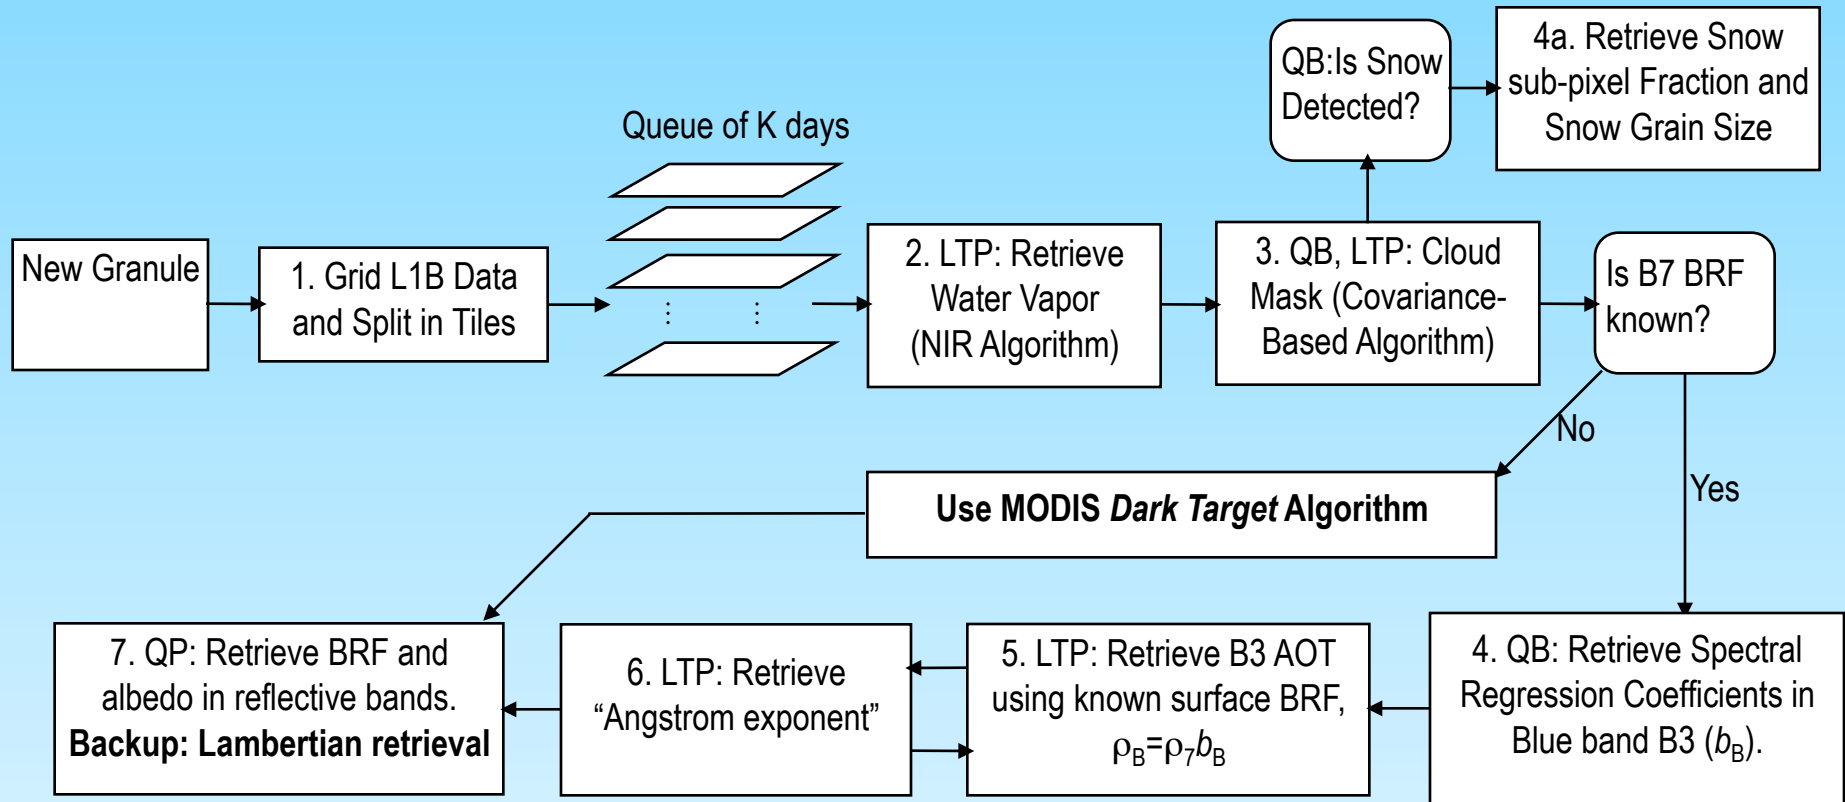 New Granule
1. Grid L1B Data
and Split in Tiles
Queue of K days
2. LTP: Retrieve
Water Vapor
(NIR Algorithm)
3. QB, LTP: Cloud
Mask (Covariance-
Based Algorithm)
QB:Is Snow
Detected?
4a. Retrieve Snow
sub-pixel Fraction and
Snow Grain Size
Is B7 BRF
known?
No
Yes
Use MODIS Dark Target Algorithm
4. QB: Retrieve Spectral
Regression Coefficients in
Blue band B3 (bB).
5. LTP: Retrieve B3 AOT
using known surface BRF,
ρB=ρ7bB
6. LTP: Retrieve
“Angstrom exponent”
7. QP: Retrieve BRF and
albedo in reflective bands.
Backup: Lambertian retrieval